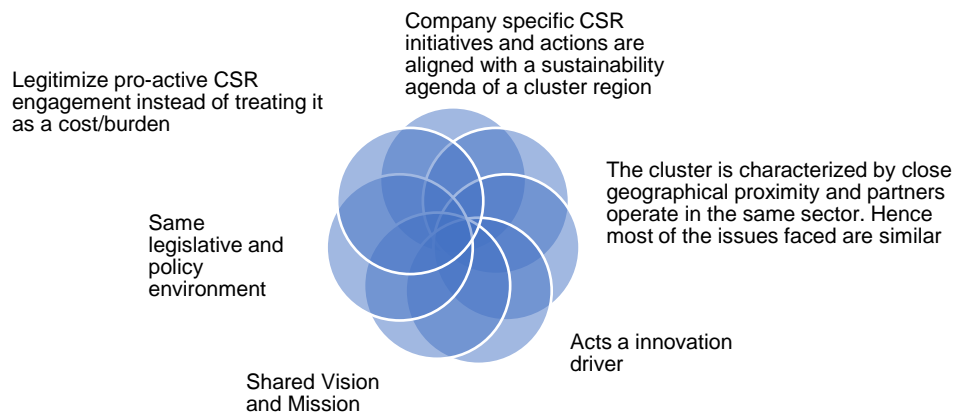 Company specific CSR
initiatives and actions are
aligned with a sustainability
agenda of a cluster region
The cluster is characterized by close
geographical proximity and partners
operate in the same sector. Hence
most of the issues faced are similar
Acts a innovation
driver
Shared Vision
and Mission
Same
legislative and
policy
environment
Legitimize pro-active CSR
engagement instead of treating it
as a cost/burden